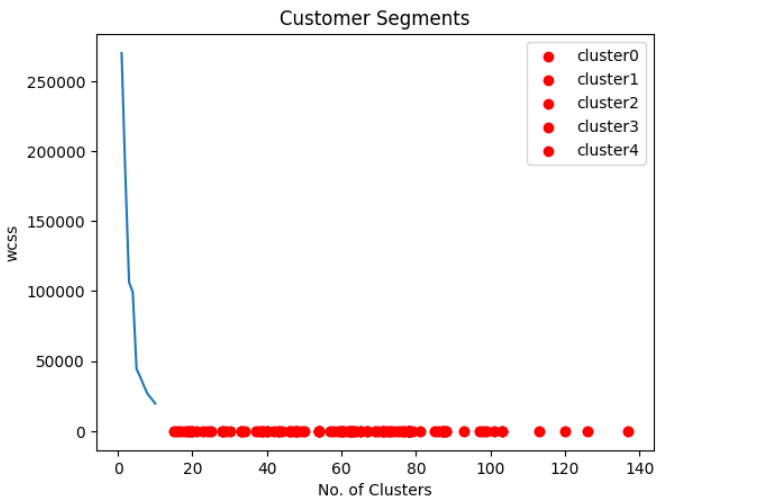 Customer Segments
cluster0
cluster1
cluster2
cluster3
cluster4
250000
200000
150000
100000
50000
0
wcss
0 20 40 60 80 100 120 140
No. of Clusters